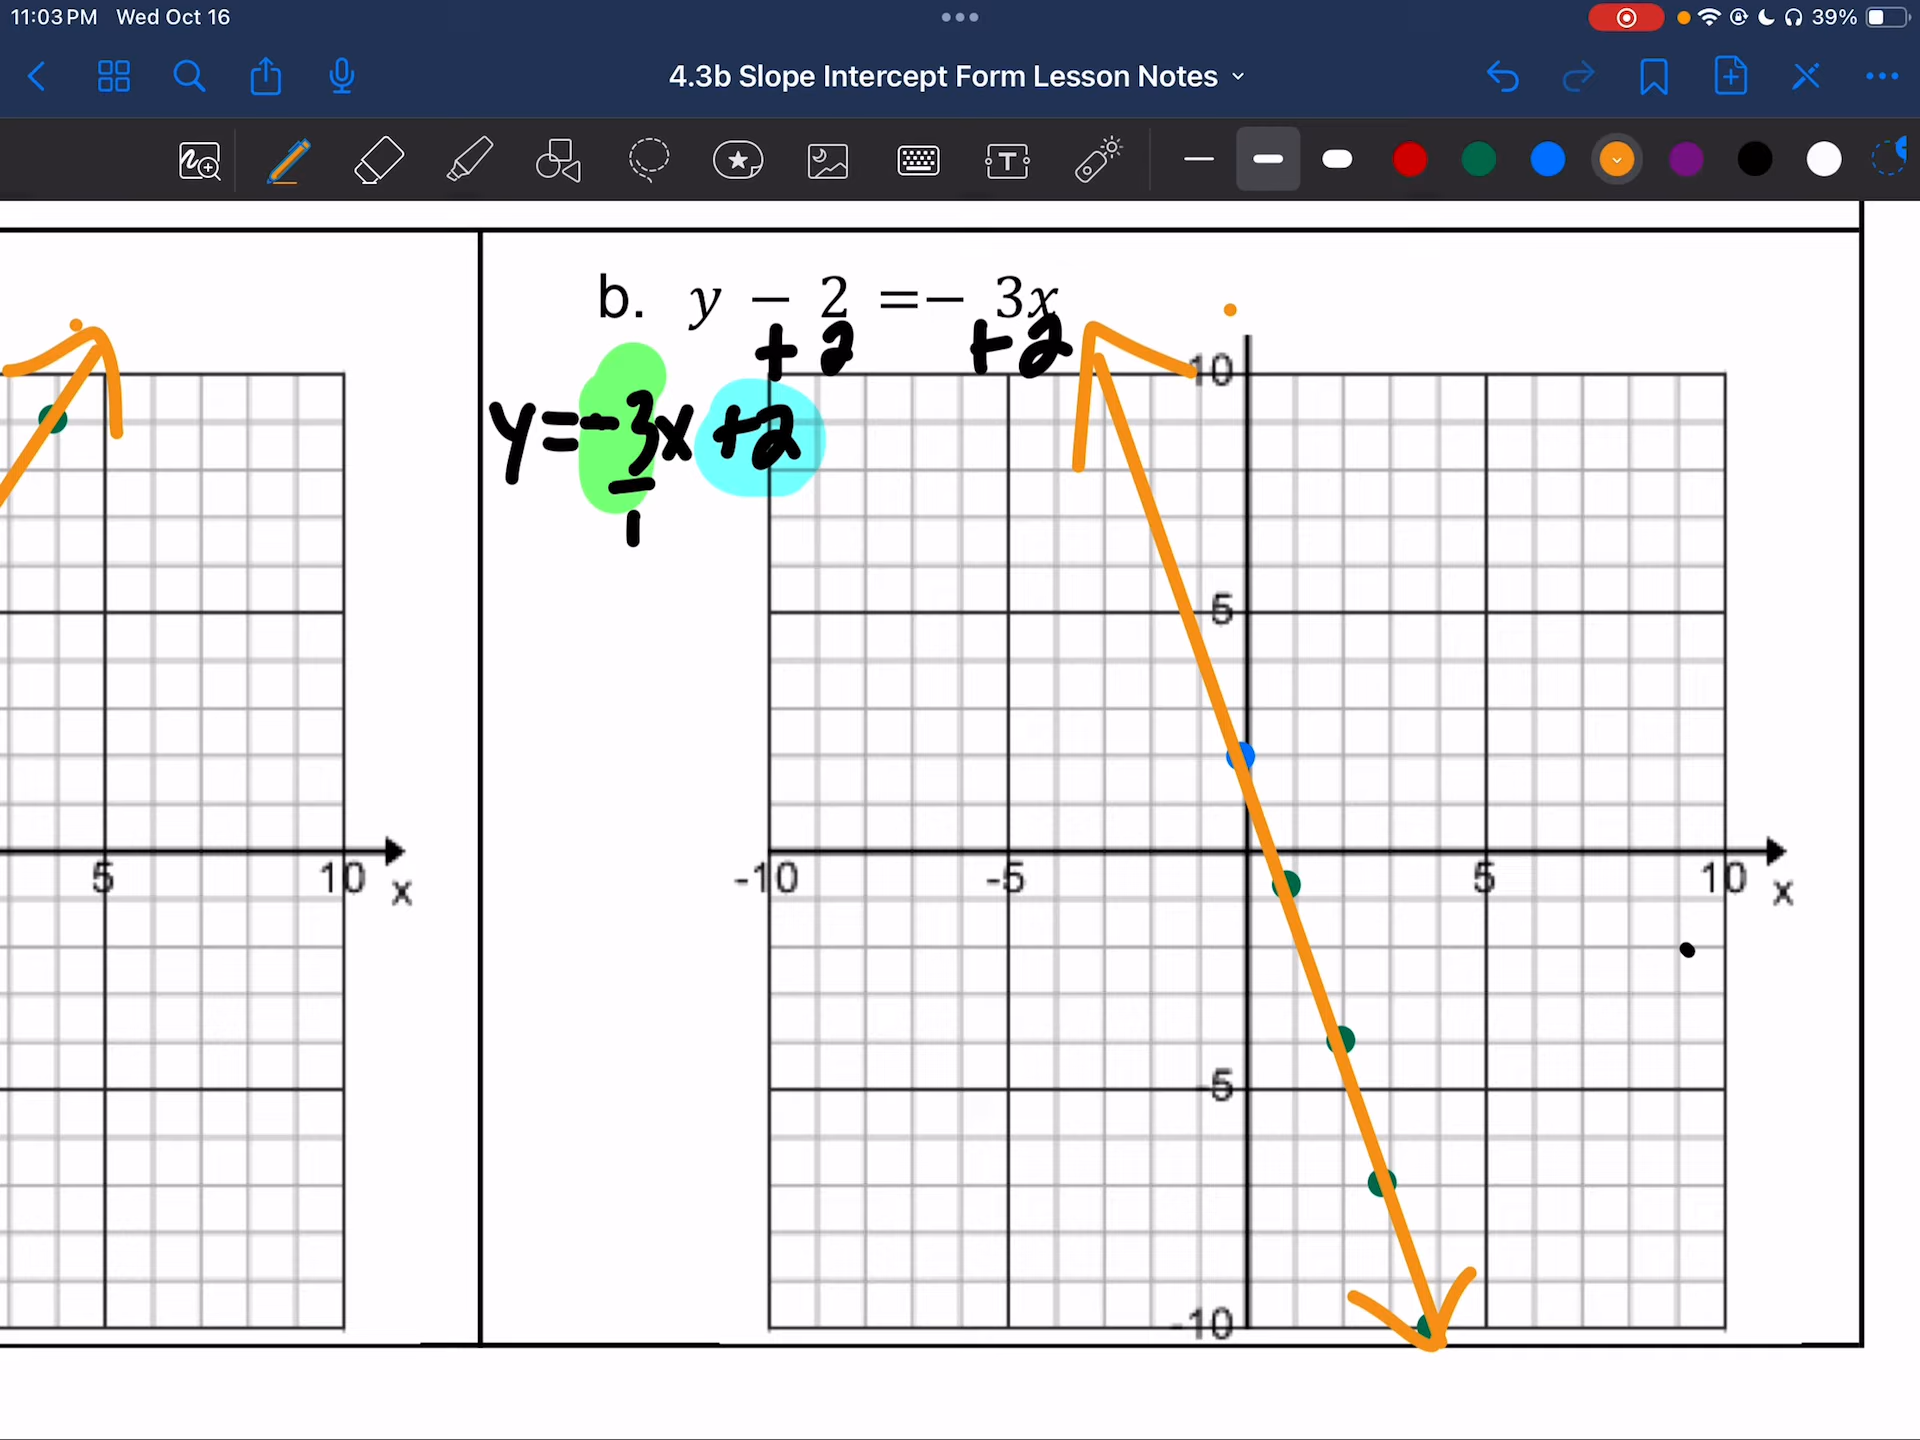 11:03 PM Wed Oct 16
39%
4.3b Slope Intercept Form Lesson Notes
T
b. y − 2 =− 3x
+2 +2
y=-3x+2
1
10
5
-5
-10
-10 -5 5 10 x
5 10 x